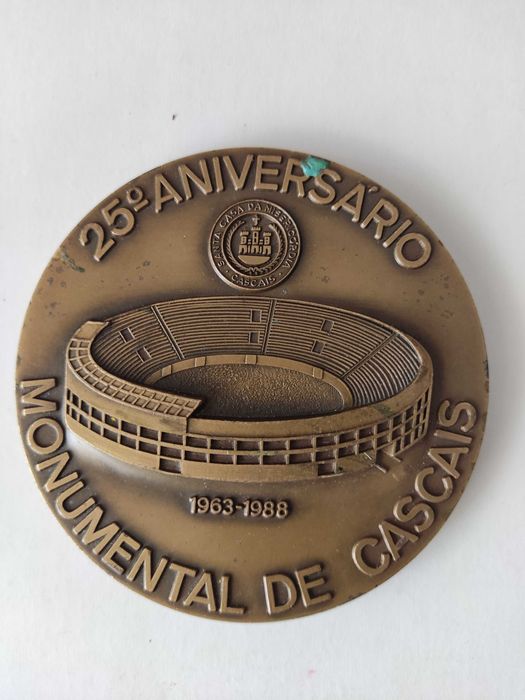 25º ANIVERSÁRIO
SANTA CASA DA MISERICÓRDIA
CASCAIS
1963-1988
MONUMENTAL DE CASCAIS